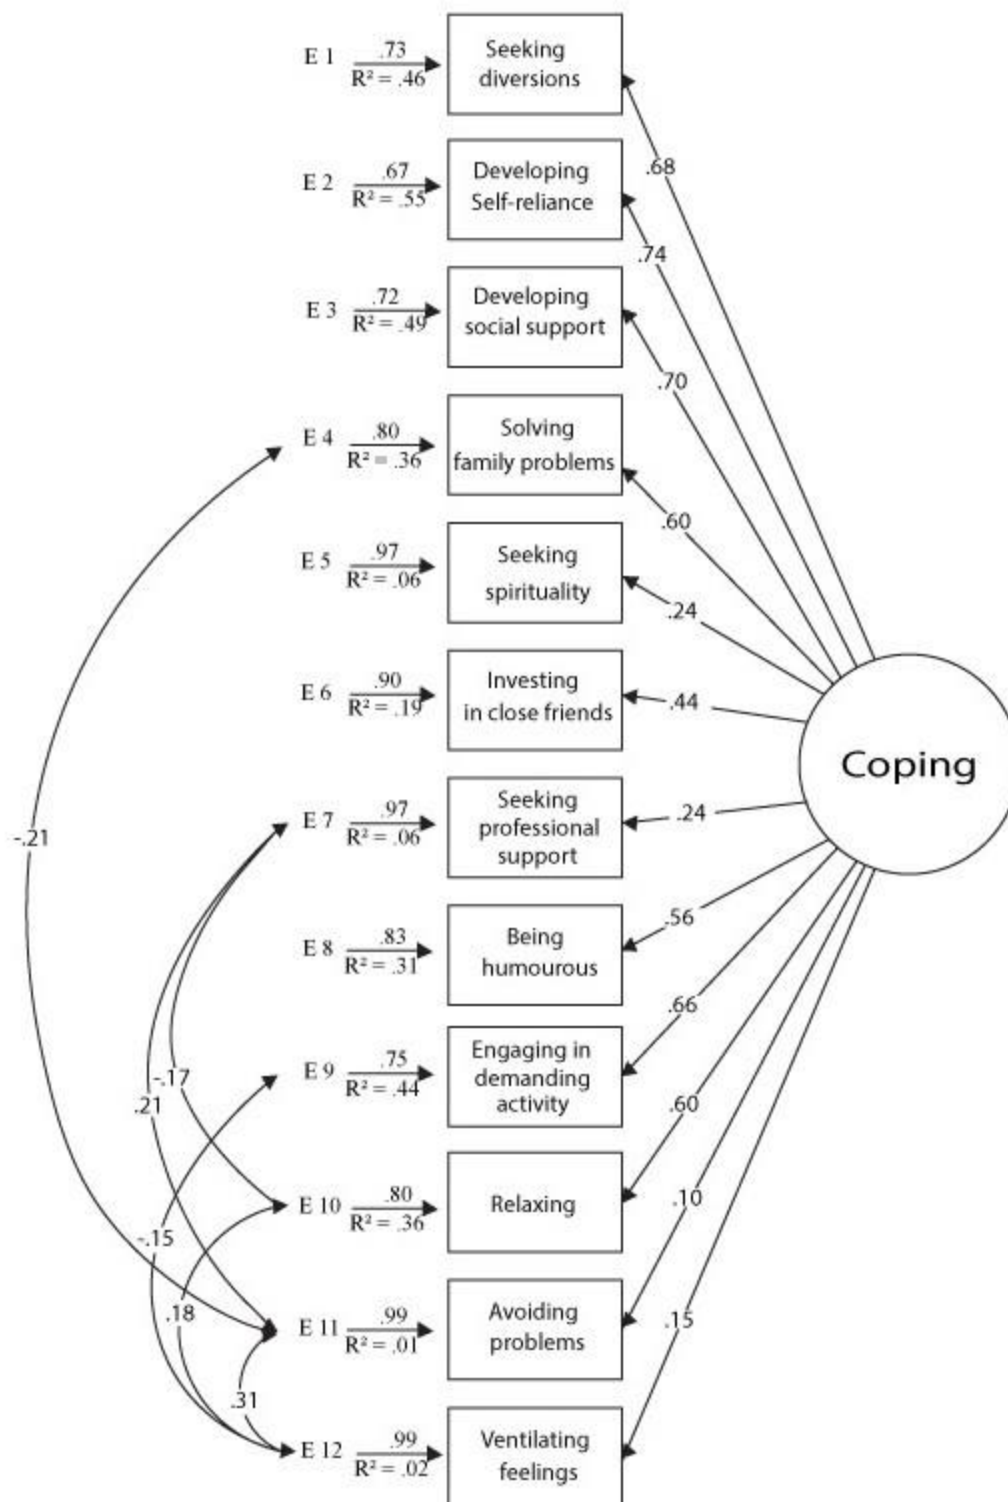 E 1
.73
R² = .46
Seeking
diversions
.68
E 2
.67
R² = .55
Developing
Self-reliance
.74
E 3
.72
R² = .49
Developing
social support
.70
E 4
.80
R² = .36
Solving
family problems
.60
E 5
.97
R² = .06
Seeking
spirituality
.24
E 6
.90
R² = .19
Investing
in close friends
.44
Coping
-.21
E 7
.97
R² = .06
Seeking
professional
support
.24
E 8
.83
R² = .31
Being
humourous
.56
E 9
.75
R² = .44
Engaging in
demanding
activity
.66
-.17
.21
E 10
.80
R² = .36
Relaxing
.60
-.15
.18
E 11
.99
R² = .01
Avoiding
problems
.10
.31
E 12
.99
R² = .02
Ventilating
feelings
.15